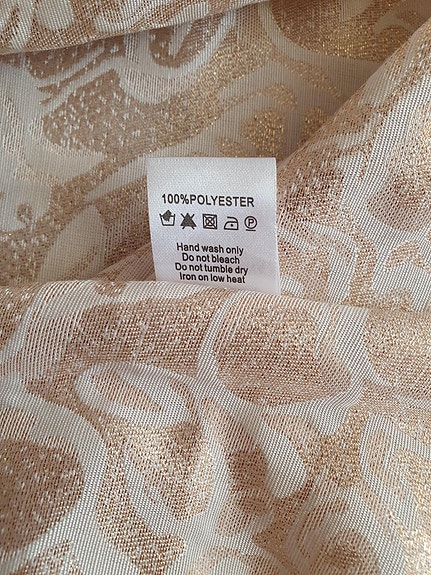 100%POLYESTER
P
Hand wash only
Do not bleach
Do not tumble dry
Iron on low heat